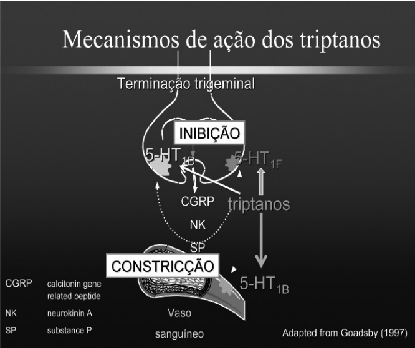 Mecanismos de ação dos triptanos
Terminação trigeminal
INIBIÇÃO
5-HT1B
5-HT1F
CGRP
triptanos
NK
SP
CONSTRICÇÃO
5-HT1B
CGRP calcitonin gene
related peptide
NK neurokinin A
SP substance P
Vaso
sanguíneo
Adapted from Goadsby (1997)